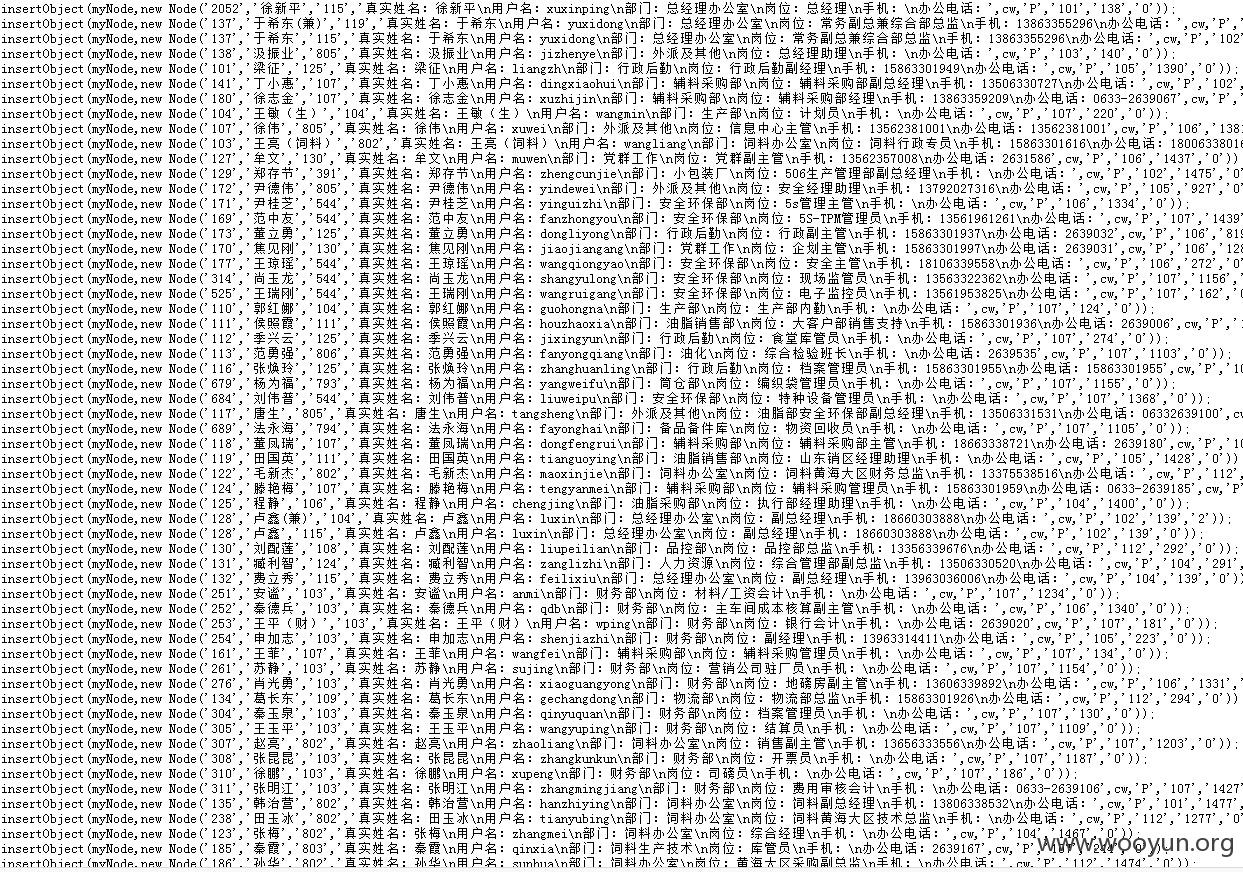 insertObject(myNode,new Node('2052','徐新平','115','真实姓名: 徐新平\n用户名: xuxinping\n部门: 总经理办公室\n岗位: 总经理\n手机: \n办公电话: ',cw,'P','101','138','0'));
insertObject(myNode,new Node('137','于希东(兼)','119','真实姓名: 于希东\n用户名: yuxidong\n部门: 总经理办公室\n岗位: 常务副总兼综合部总监\n手机: 13863355296\n办公电话: ',cw,'P','
insertObject(myNode,new Node('137','于希东','115','真实姓名: 于希东\n用户名: yuxidong\n部门: 总经理办公室\n岗位: 常务副总兼综合部总监\n手机: 13863355296\n办公电话: ',cw,'P','102'
insertObject(myNode,new Node('138','汲振业','805','真实姓名: 汲振业\n用户名: jizhenye\n部门: 外派及其他\n岗位: 总经理助理\n手机: \n办公电话: ',cw,'P','103','140','0'));
insertObject(myNode,new Node('101','梁征','125','真实姓名: 梁征\n用户名: liangzh\n部门: 行政后勤\n岗位: 行政后勤副经理\n手机: 15863301949\n办公电话: ',cw,'P','105','1390','0'));
insertObject(myNode,new Node('141','丁小惠','107','真实姓名: 丁小惠\n用户名: dingxiaohui\n部门: 辅料采购部\n岗位: 辅料采购部副总经理\n手机: 13506330727\n办公电话: ',cw,'P','102',
insertObject(myNode,new Node('180','徐志金','107','真实姓名: 徐志金\n用户名: xuzhijin\n部门: 辅料采购部\n岗位: 辅料采购部经理\n手机: 13863359209\n办公电话: 0633-2639067',cw,'P','1
insertObject(myNode,new Node('104','王敏（生）','104','真实姓名: 王敏（生）\n用户名: wangmin\n部门: 生产部\n岗位: 计划员\n手机: \n办公电话: ',cw,'P','107','220','0'));
insertObject(myNode,new Node('107','徐伟','805','真实姓名: 徐伟\n用户名: xuwei\n部门: 外派及其他\n岗位: 信息中心主管\n手机: 13562381001\n办公电话: 13562381001',cw,'P','106','1381
insertObject(myNode,new Node('103','王亮（饲料）','802','真实姓名: 王亮（饲料）\n用户名: wangliang\n部门: 饲料办公室\n岗位: 饲料行政专员\n手机: 15863301616\n办公电话: 18006338016
insertObject(myNode,new Node('127','牟文','130','真实姓名: 牟文\n用户名: muwen\n部门: 党群工作\n岗位: 党群副主管\n手机: 13562357008\n办公电话: 2631586',cw,'P','106','1437','0'))
insertObject(myNode,new Node('129','郑存节','391','真实姓名: 郑存节\n用户名: zhengcunjie\n部门: 小包装厂\n岗位: 506生产管理部副总经理\n手机: \n办公电话: ',cw,'P','102','1475','0'
insertObject(myNode,new Node('172','尹德伟','805','真实姓名: 尹德伟\n用户名: yindewei\n部门: 外派及其他\n岗位: 安全经理助理\n手机: 13792027316\n办公电话: ',cw,'P','105','927','0'
insertObject(myNode,new Node('171','尹桂芝','544','真实姓名: 尹桂芝\n用户名: yinguizhi\n部门: 安全环保部\n岗位: 5s管理主管\n手机: \n办公电话: ',cw,'P','106','1334','0'));
insertObject(myNode,new Node('169','范中友','544','真实姓名: 范中友\n用户名: fanzhongyou\n部门: 安全环保部\n岗位: 5S-TPM管理员\n手机: 13561961261\n办公电话: ',cw,'P','107','1439'
insertObject(myNode,new Node('173','董立勇','125','真实姓名: 董立勇\n用户名: dongliyong\n部门: 行政后勤\n岗位: 行政副主管\n手机: 15863301937\n办公电话: 2639032',cw,'P','106','819
insertObject(myNode,new Node('170','焦见刚','130','真实姓名: 焦见刚\n用户名: jiaojiangang\n部门: 党群工作\n岗位: 企划主管\n手机: 15863301997\n办公电话: 2639031',cw,'P','106','128
insertObject(myNode,new Node('177','王琼瑶','544','真实姓名: 王琼瑶\n用户名: wangqiongyao\n部门: 安全环保部\n岗位: 安全主管\n手机: 18106339558\n办公电话: ',cw,'P','106','272','0'
insertObject(myNode,new Node('314','尚玉龙','544','真实姓名: 尚玉龙\n用户名: shangyulong\n部门: 安全环保部\n岗位: 现场监管员\n手机: 13563322362\n办公电话: ',cw,'P','107','1156',
insertObject(myNode,new Node('525','王瑞刚','544','真实姓名: 王瑞刚\n用户名: wangruigang\n部门: 安全环保部\n岗位: 电子监控员\n手机: 13561953825\n办公电话: ',cw,'P','107','162','0
insertObject(myNode,new Node('110','郭红娜','104','真实姓名: 郭红娜\n用户名: guohongna\n部门: 生产部\n岗位: 生产部内勤\n手机: \n办公电话: ',cw,'P','107','124','0'));
insertObject(myNode,new Node('111','侯照霞','111','真实姓名: 侯照霞\n用户名: houzhaoxia\n部门: 油脂销售部\n岗位: 大客户部销售支持\n手机: 15863301936\n办公电话: 2639006',cw,'P','1
insertObject(myNode,new Node('112','季兴云','125','真实姓名: 季兴云\n用户名: jixingyun\n部门: 行政后勤\n岗位: 食堂库管员\n手机: \n办公电话: ',cw,'P','107','274','0'));
insertObject(myNode,new Node('113','范勇强','806','真实姓名: 范勇强\n用户名: fanyongqiang\n部门: 油化\n岗位: 综合检验班长\n手机: \n办公电话: 2639535',cw,'P','107','1103','0'));
insertObject(myNode,new Node('116','张焕玲','125','真实姓名: 张焕玲\n用户名: zhanghuanling\n部门: 行政后勤\n岗位: 档案管理员\n手机: 15863301955\n办公电话: 15863301955',cw,'P','10
insertObject(myNode,new Node('679','杨为福','793','真实姓名: 杨为福\n用户名: yangweifu\n部门: 筒仓部\n岗位: 编织袋管理员\n手机: \n办公电话: ',cw,'P','107','1155','0'));
insertObject(myNode,new Node('684','刘伟普','544','真实姓名: 刘伟普\n用户名: liuweipu\n部门: 安全环保部\n岗位: 特种设备管理员\n手机: \n办公电话: ',cw,'P','107','1368','0'));
insertObject(myNode,new Node('117','唐生','805','真实姓名: 唐生\n用户名: tangsheng\n部门: 外派及其他\n岗位: 油脂部安全环保部副总经理\n手机: 13506331531\n办公电话: 06332639100',cw
insertObject(myNode,new Node('689','法永海','794','真实姓名: 法永海\n用户名: fayonghai\n部门: 备品备件库\n岗位: 物资回收员\n手机: \n办公电话: ',cw,'P','107','1105','0'));
insertObject(myNode,new Node('118','董凤瑞','107','真实姓名: 董凤瑞\n用户名: dongfengrui\n部门: 辅料采购部\n岗位: 辅料采购部主管\n手机: 18663338721\n办公电话: 2639180',cw,'P','10
insertObject(myNode,new Node('119','田国英','111','真实姓名: 田国英\n用户名: tianguoying\n部门: 油脂销售部\n岗位: 山东销区经理助理\n手机: \n办公电话: ',cw,'P','105','1428','0'))
insertObject(myNode,new Node('122','毛新杰','802','真实姓名: 毛新杰\n用户名: maoxinjie\n部门: 饲料办公室\n岗位: 饲料黄海大区财务总监\n手机: 13375538516\n办公电话: ',cw,'P','112','
insertObject(myNode,new Node('124','滕艳梅','107','真实姓名: 滕艳梅\n用户名: tengyanmei\n部门: 辅料采购部\n岗位: 辅料采购管理员\n手机: 15863301959\n办公电话: 0633-2639185',cw,'P
insertObject(myNode,new Node('125','程静','106','真实姓名: 程静\n用户名: chengjing\n部门: 油脂采购部\n岗位: 执行部经理助理\n手机: \n办公电话: ',cw,'P','104','1400','0'));
insertObject(myNode,new Node('128','卢鑫(兼)','104','真实姓名: 卢鑫\n用户名: luxin\n部门: 总经理办公室\n岗位: 副总经理\n手机: 18660303888\n办公电话: ',cw,'P','102','139','2'));
insertObject(myNode,new Node('128','卢鑫','115','真实姓名: 卢鑫\n用户名: luxin\n部门: 总经理办公室\n岗位: 副总经理\n手机: 18660303888\n办公电话: ',cw,'P','102','139','0'));
insertObject(myNode,new Node('130','刘配莲','108','真实姓名: 刘配莲\n用户名: liupeilian\n部门: 品控部\n岗位: 品控部总监\n手机: 13356339676\n办公电话: ',cw,'P','112','292','0'));
insertObject(myNode,new Node('131','臧利智','124','真实姓名: 臧利智\n用户名: zanglizhi\n部门: 人力资源\n岗位: 综合管理部副总监\n手机: 13506330520\n办公电话: ',cw,'P','104','291',
insertObject(myNode,new Node('132','费立秀','115','真实姓名: 费立秀\n用户名: feilixiu\n部门: 总经理办公室\n岗位: 副总经理\n手机: 13963036006\n办公电话: ',cw,'P','104','139','0'))
insertObject(myNode,new Node('251','安谧','103','真实姓名: 安谧\n用户名: anmi\n部门: 财务部\n岗位: 材料/工资会计\n手机: \n办公电话: ',cw,'P','107','1234','0'));
insertObject(myNode,new Node('252','秦德兵','103','真实姓名: 秦德兵\n用户名: qdb\n部门: 财务部\n岗位: 主车间成本核算副主管\n手机: \n办公电话: ',cw,'P','106','1340','0'));
insertObject(myNode,new Node('253','王平（财）','103','真实姓名: 王平（财）\n用户名: wping\n部门: 财务部\n岗位: 银行会计\n手机: \n办公电话: 2639020',cw,'P','107','181','0'));
insertObject(myNode,new Node('254','申加志','103','真实姓名: 申加志\n用户名: shenjiazhi\n部门: 财务部\n岗位: 副经理\n手机: 13963314411\n办公电话: ',cw,'P','105','223','0'));
insertObject(myNode,new Node('161','王菲','107','真实姓名: 王菲\n用户名: wangfei\n部门: 辅料采购部\n岗位: 辅料采购管理员\n手机: \n办公电话: ',cw,'P','107','134','0'));
insertObject(myNode,new Node('261','苏静','103','真实姓名: 苏静\n用户名: sujing\n部门: 财务部\n岗位: 营销公司驻厂员\n手机: \n办公电话: ',cw,'P','107','1154','0'));
insertObject(myNode,new Node('276','肖光勇','103','真实姓名: 肖光勇\n用户名: xiaoguangyong\n部门: 财务部\n岗位: 地磅房副主管\n手机: 13606339892\n办公电话: ',cw,'P','106','1331','
insertObject(myNode,new Node('134','葛长东','109','真实姓名: 葛长东\n用户名: gechangdong\n部门: 物流部\n岗位: 物流部总监\n手机: 15863301926\n办公电话: ',cw,'P','112','294','0'));
insertObject(myNode,new Node('304','秦玉泉','103','真实姓名: 秦玉泉\n用户名: qinyuquan\n部门: 财务部\n岗位: 档案管理员\n手机: \n办公电话: ',cw,'P','107','130','0'));
insertObject(myNode,new Node('305','王玉平','103','真实姓名: 王玉平\n用户名: wangyuping\n部门: 财务部\n岗位: 结算员\n手机: \n办公电话: ',cw,'P','107','1109','0'));
insertObject(myNode,new Node('307','赵亮','802','真实姓名: 赵亮\n用户名: zhaoliang\n部门: 饲料办公室\n岗位: 销售副主管\n手机: 13656333556\n办公电话: ',cw,'P','107','1203','0'));
insertObject(myNode,new Node('308','张昆昆','103','真实姓名: 张昆昆\n用户名: zhangkunkun\n部门: 财务部\n岗位: 开票员\n手机: \n办公电话: ',cw,'P','107','1187','0'));
insertObject(myNode,new Node('310','徐鹏','103','真实姓名: 徐鹏\n用户名: xupeng\n部门: 财务部\n岗位: 司磅员\n手机: \n办公电话: ',cw,'P','107','186','0'));
insertObject(myNode,new Node('311','张明江','103','真实姓名: 张明江\n用户名: zhangmingjiang\n部门: 财务部\n岗位: 费用审核会计\n手机: \n办公电话: 0633-2639106',cw,'P','107','1427
insertObject(myNode,new Node('135','韩治营','802','真实姓名: 韩治营\n用户名: hanzhiying\n部门: 饲料办公室\n岗位: 饲料副总经理\n手机: 13806338532\n办公电话: ',cw,'P','101','1477',
insertObject(myNode,new Node('238','田玉冰','802','真实姓名: 田玉冰\n用户名: tianyubing\n部门: 饲料办公室\n岗位: 饲料黄海大区技术总监\n手机: \n办公电话: ',cw,'P','112','1277','0'
insertObject(myNode,new Node('123','张梅','802','真实姓名: 张梅\n用户名: zhangmei\n部门: 饲料办公室\n岗位: 综合经理\n手机: \n办公电话: ',cw,'P','104','1467','0'));
insertObject(myNode,new Node('185','秦霞','803','真实姓名: 秦霞\n用户名: qinxia\n部门: 饲料生产技术\n岗位: 库管员\n手机: \n办公电话: 2639167',cw,'P','107',
insertObject(myNode,new Node('186','孙华','802','真实姓名: 孙华\n用户名: sunhua\n部门: 饲料办公室\n岗位: 黄海大区采购副总监\n手机: \n办公电话: ',cw,'P','112','1474','0'));
www.wooyun.org